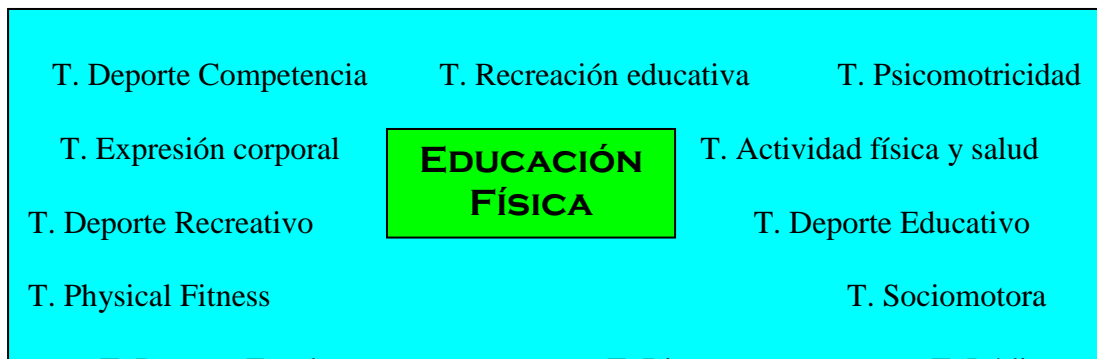 T. Deporte Competencia T. Recreación educativa T. Psicomotricidad
T. Expresión corporal EDUCACIÓN FÍSICA T. Actividad física y salud
T. Deporte Recreativo T. Deporte Educativo
T. Physical Fitness T. Sociomotora